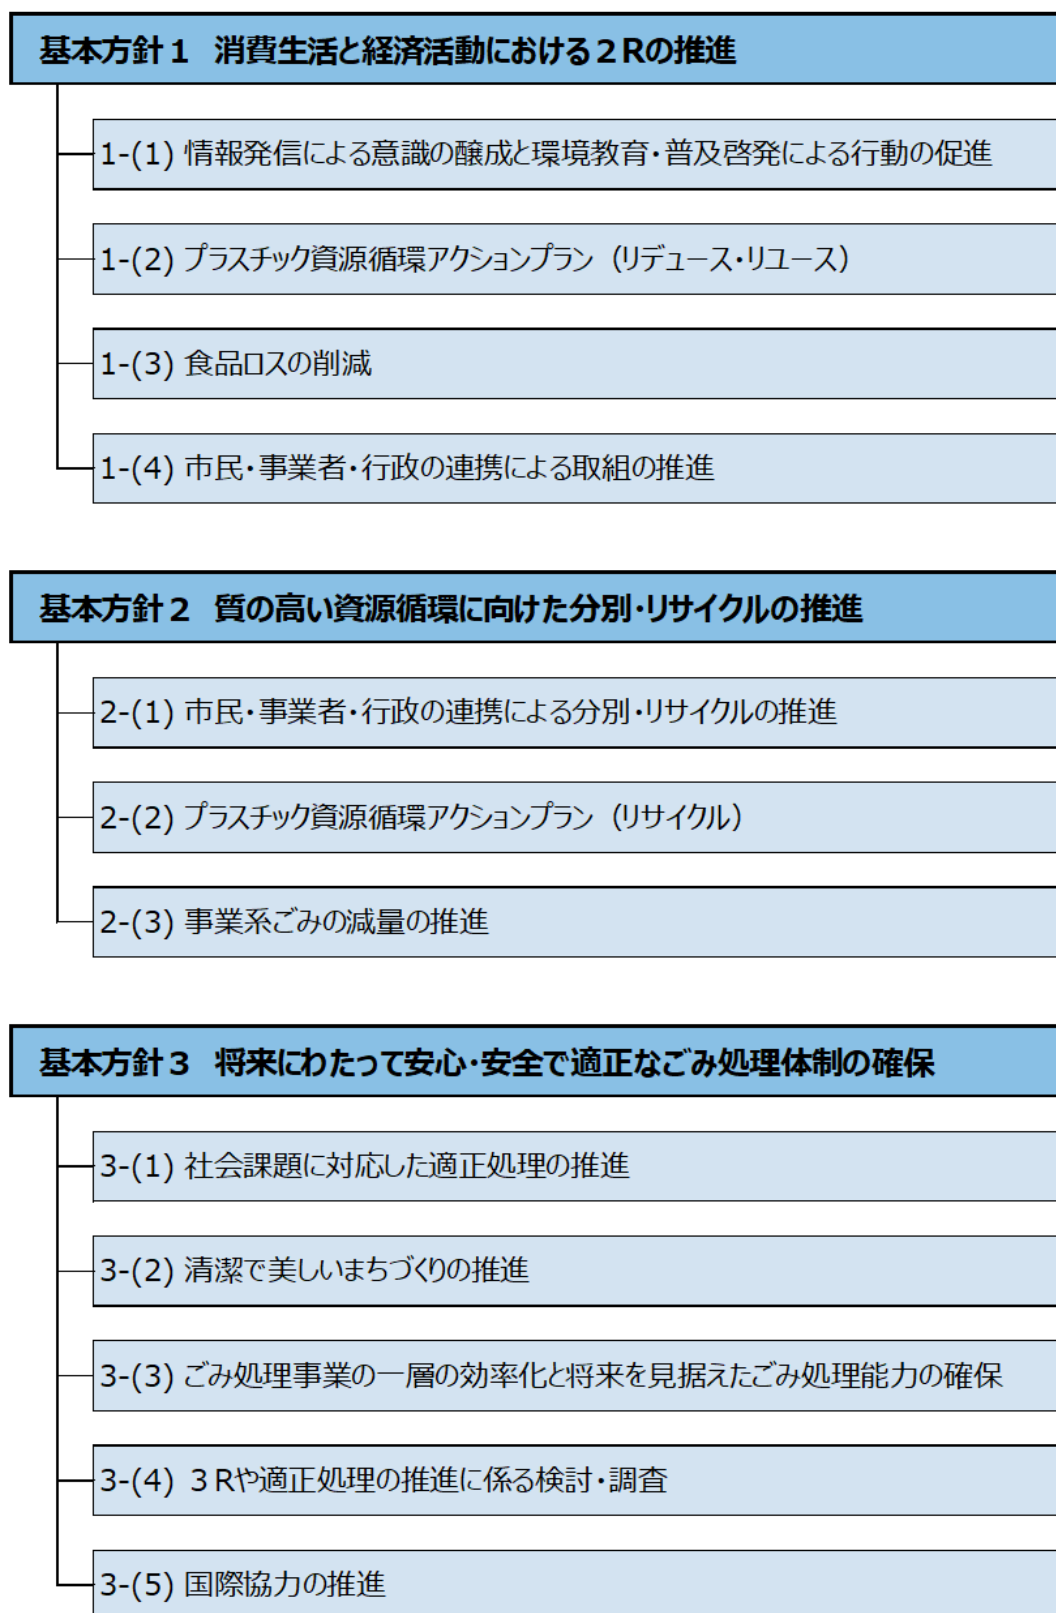 基本方針１　消費生活と経済活動における２Rの推進
1-(1) 情報発信による意識の醸成と環境教育・普及啓発による行動の促進
1-(2) プラスチック資源循環アクションプラン（リデュース・リユース）
1-(3) 食品ロスの削減
1-(4) 市民・事業者・行政の連携による取組の推進
基本方針２　質の高い資源循環に向けた分別・リサイクルの推進
2-(1) 市民・事業者・行政の連携による分別・リサイクルの推進
2-(2) プラスチック資源循環アクションプラン（リサイクル）
2-(3) 事業系ごみの減量の推進
基本方針３　将来にわたって安心・安全で適正なごみ処理体制の確保
3-(1) 社会課題に対応した適正処理の推進
3-(2) 清潔で美しいまちづくりの推進
3-(3) ごみ処理事業の一層の効率化と将来を見据えたごみ処理能力の確保
3-(4) ３Rや適正処理の推進に係る検討・調査
3-(5) 国際協力の推進